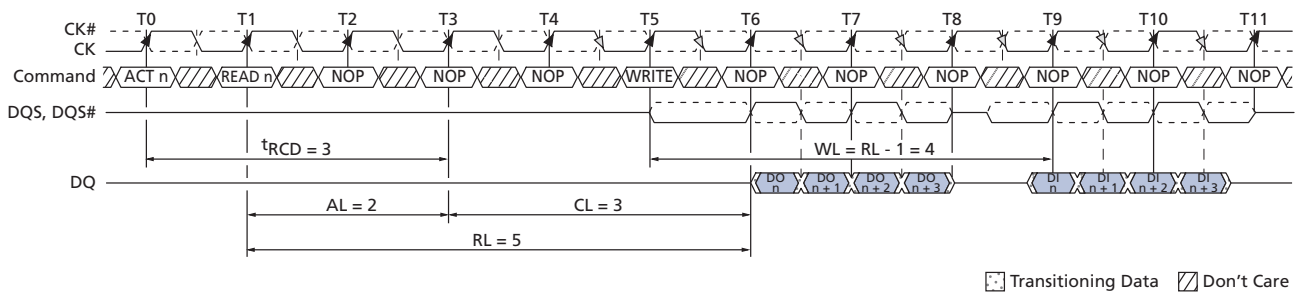 T0 T1 T2 T3 T4 T5 T6 T7 T8 T9 T10 T11
CK#
CK
Command ACT n READ n NOP NOP NOP WRITE NOP NOP NOP NOP NOP NOP
DQS, DQS#
tRCD = 3 WL = RL - 1 = 4
DQ DO n DO n + 1 DO n + 2 DO n + 3 DI n DI n + 1 DI n + 2 DI n + 3
AL = 2 CL = 3
RL = 5
Transitioning Data Don't Care